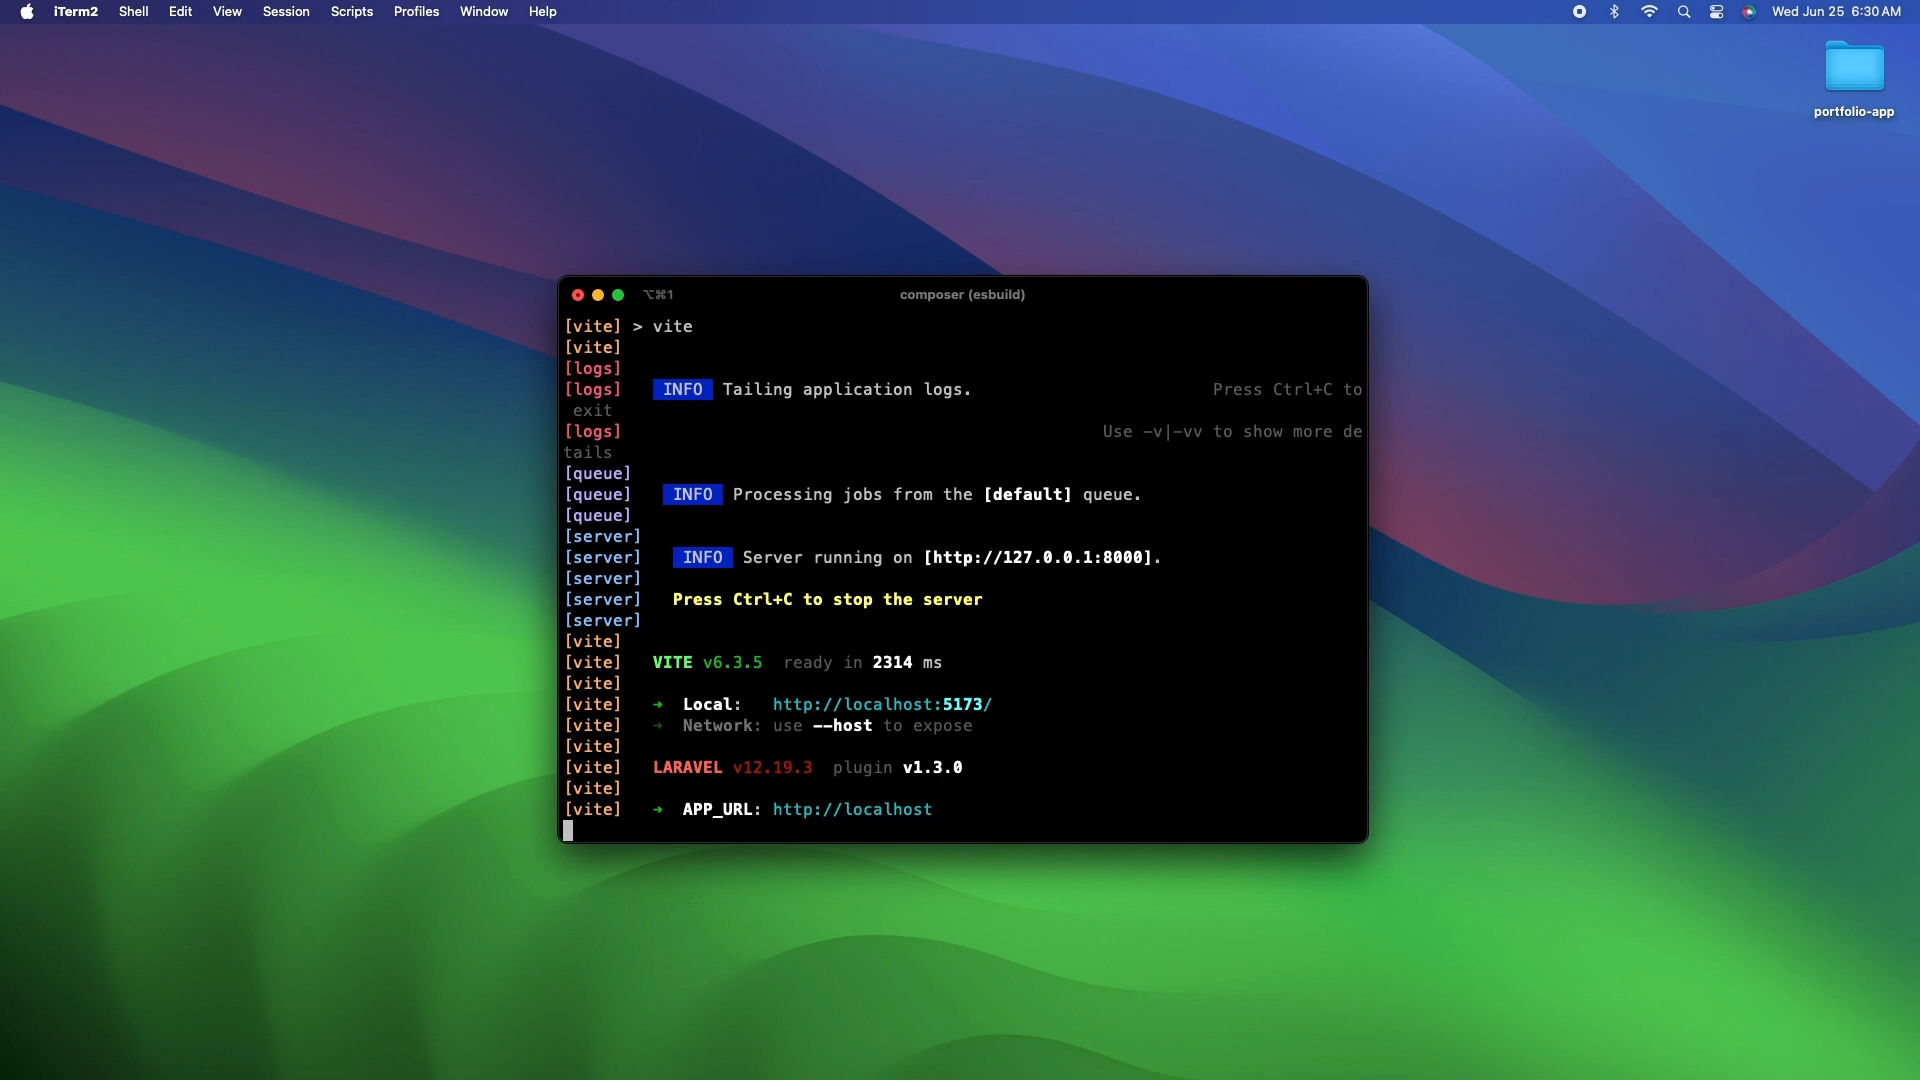 iTerm2 Shell Edit View Session Scripts Profiles Window Help Wed Jun 25 6:30 AM
portfolio-app
⌥⌘1 composer (esbuild)
[vite] > vite
[vite]
[logs]
[logs] INFO Tailing application logs. Press Ctrl+C to
exit
[logs] Use -v|-vv to show more de
tails
[queue]
[queue] INFO Processing jobs from the [default] queue.
[queue]
[server]
[server] INFO Server running on [http://127.0.0.1:8000].
[server]
[server] Press Ctrl+C to stop the server
[server]
[vite]
[vite] VITE v6.3.5 ready in 2314 ms
[vite]
[vite] ➜ Local: http://localhost:5173/
[vite] ➜ Network: use --host to expose
[vite]
[vite] LARAVEL v12.19.3 plugin v1.3.0
[vite]
[vite] ➜ APP_URL: http://localhost